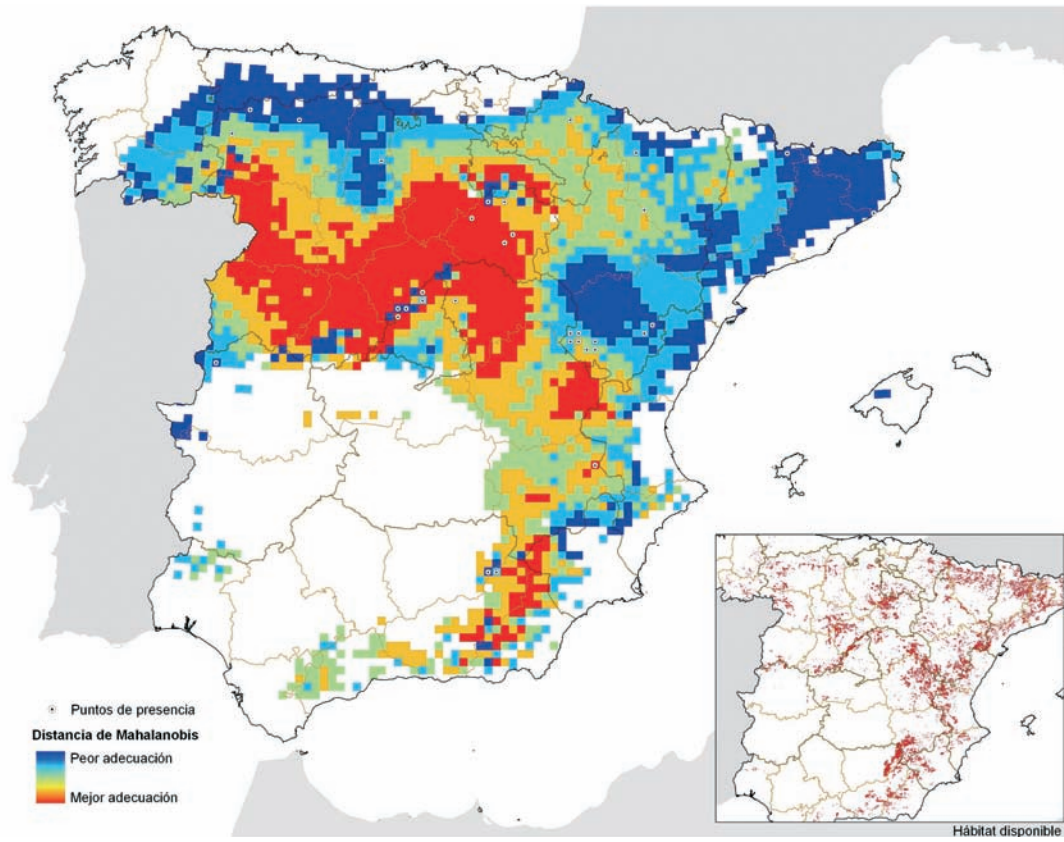 Puntos de presencia
Distancia de Mahalanobis
Peor adecuación
Mejor adecuación
Hábitat disponible